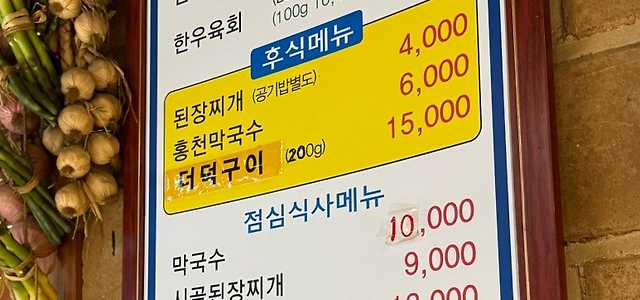 (100g
한우육회
후식메뉴
된장찌개 (공기밥별도) 4,000
홍천막국수 6,000
더덕구이 (200g) 15,000
점심식사메뉴
막국수 10,000
시골된장찌개 9,000